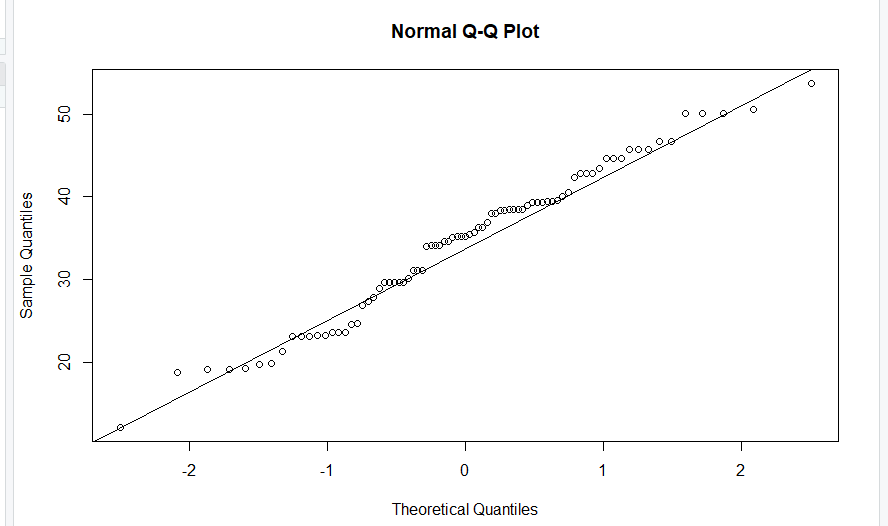 Normal Q-Q Plot
50
40
30
20
Sample Quantiles
-2 -1 0 1 2
Theoretical Quantiles